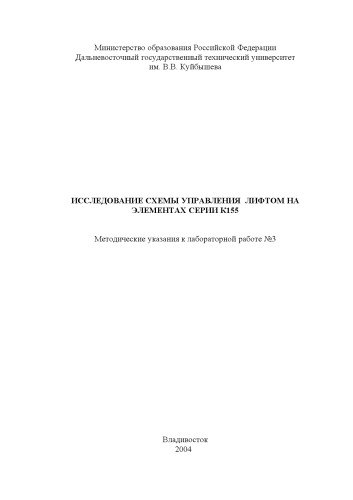 Министерство образования Российской Федерации
Дальневосточный государственный технический университет
им. В.В. Куйбышева
ИССЛЕДОВАНИЕ СХЕМЫ УПРАВЛЕНИЯ ЛИФТОМ НА
ЭЛЕМЕНТАХ СЕРИИ К155
Методические указания к лабораторной работе №3
Владивосток
2004